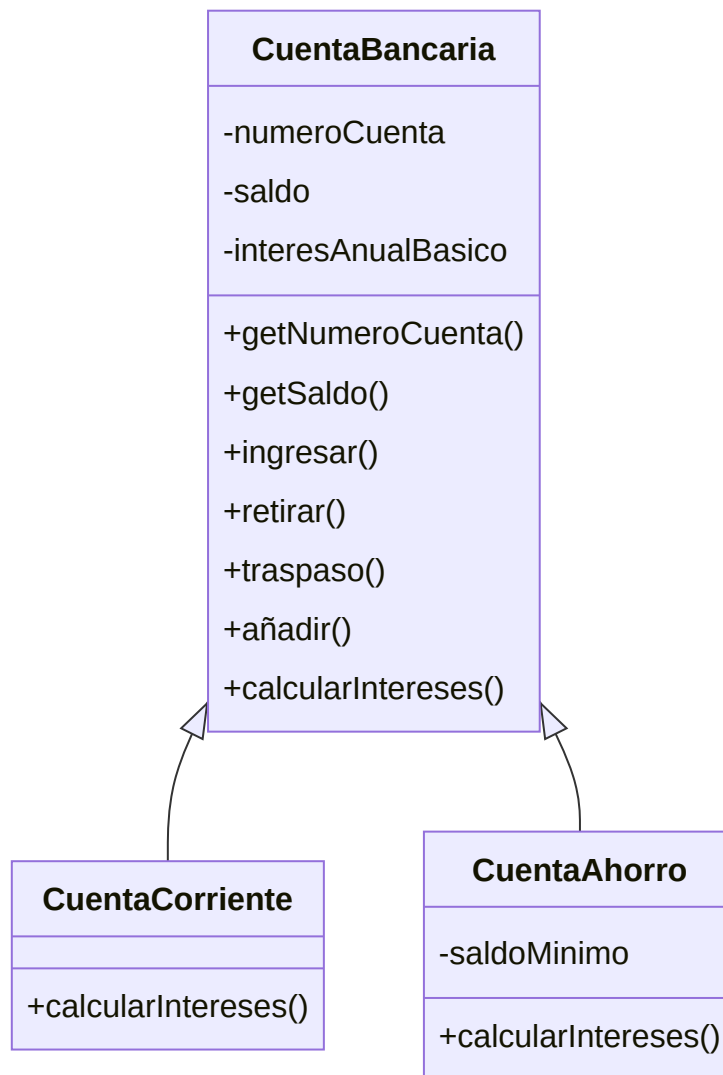 CuentaBancaria
-numeroCuenta
-saldo
-interesAnualBasico
+getNumeroCuenta()
+getSaldo()
+ingresar()
+retirar()
+traspaso()
+añadir()
+calcularIntereses()
CuentaCorriente
+calcularIntereses()
CuentaAhorro
-saldoMinimo
+calcularIntereses()